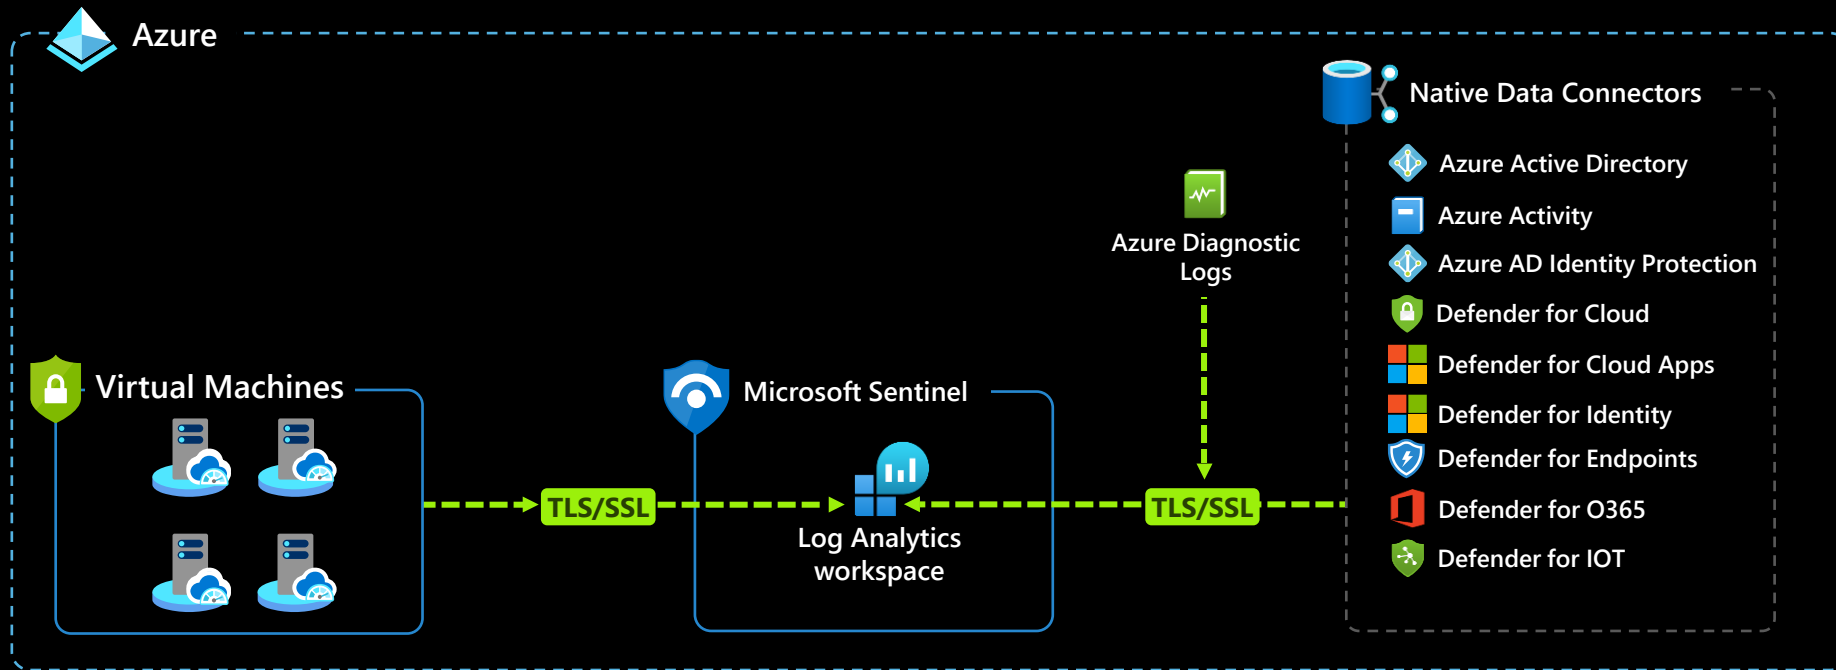 Azure
Native Data Connectors
Azure Active Directory
Azure Activity
Azure AD Identity Protection
Defender for Cloud
Defender for Cloud Apps
Defender for Identity
Defender for Endpoints
Defender for O365
Defender for IOT
Azure Diagnostic
Logs
Virtual Machines
Microsoft Sentinel
TLS/SSL
TLS/SSL
Log Analytics
workspace